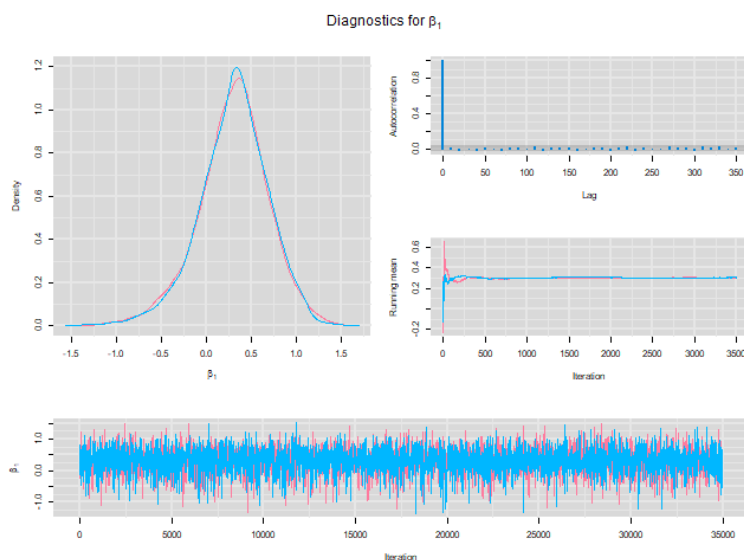 Diagnostics for β1
Density
0.0 0.2 0.4 0.6 0.8 1.0 1.2
-1.5 -1.0 -0.5 0.0 0.5 1.0 1.5
β1
Autocorrelation
0.0 0.4 0.8
0 50 100 150 200 250 300 350
Lag
Running mean
-0.2 0.2 0.4 0.6
0 500 1000 1500 2000 2500 3000 3500
Iteration
β1
-1.0 0.0 1.0
0 5000 10000 15000 20000 25000 30000 35000
Iteration